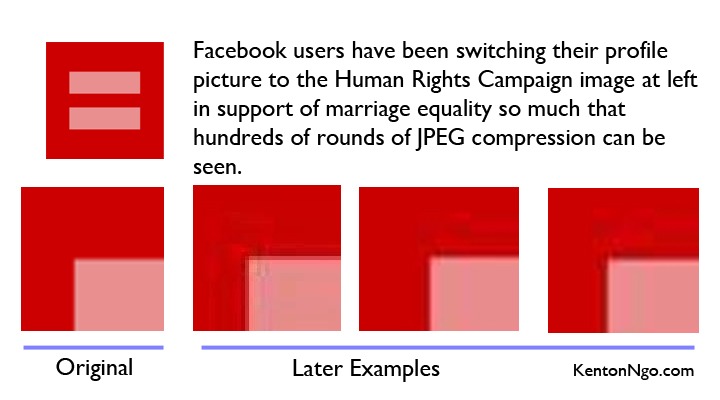 Facebook users have been switching their profile
picture to the Human Rights Campaign image at left
in support of marriage equality so much that
hundreds of rounds of JPEG compression can be
seen.
Original
Later Examples
KentonNgo.com